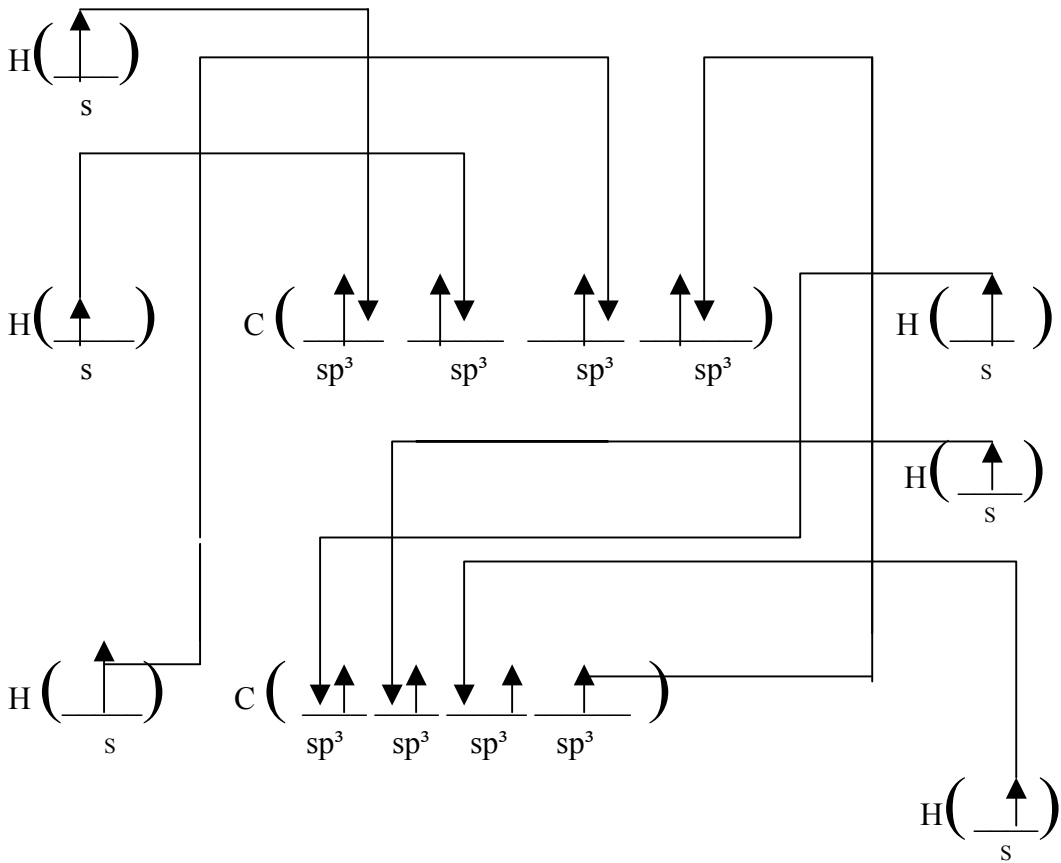 H( )
s
H( ) C ( ) H ( )
s sp³ sp³ sp³ sp³ s
H( )
s
H ( ) C ( )
s sp³ sp³ sp³ sp³
H( )
s